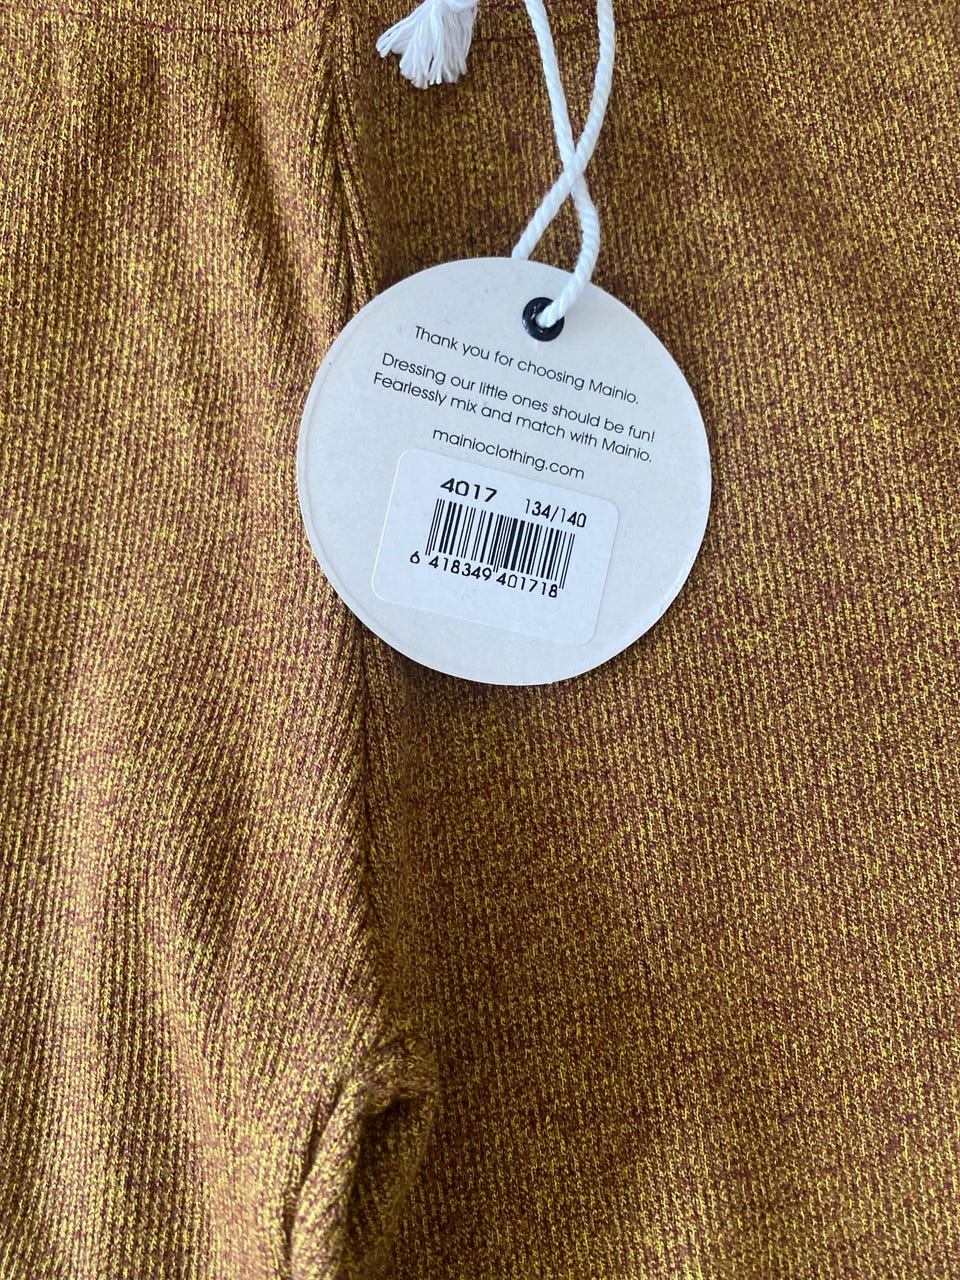 Thank you for choosing Mainio.
Dressing our little ones should be fun!
Fearlessly mix and match with Mainio.
mainioclothing.com
4017 134/140
6 418349 401718